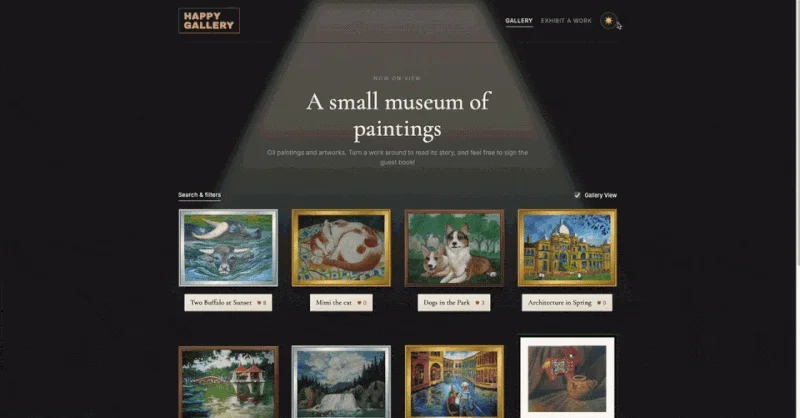 HAPPY
GALLERY
GALLERY EXHIBIT A WORK
NOW ON VIEW
A small museum of
paintings
Oil paintings and artworks. Turn a work around to read its story, and feel free to sign the
guest book!
Search & filters
Gallery View
Two Buffalo at Sunset ♥ 8
Mimi the cat ♥ 0
Dogs in the Park ♥ 3
Architecture in Spring ♥ 0